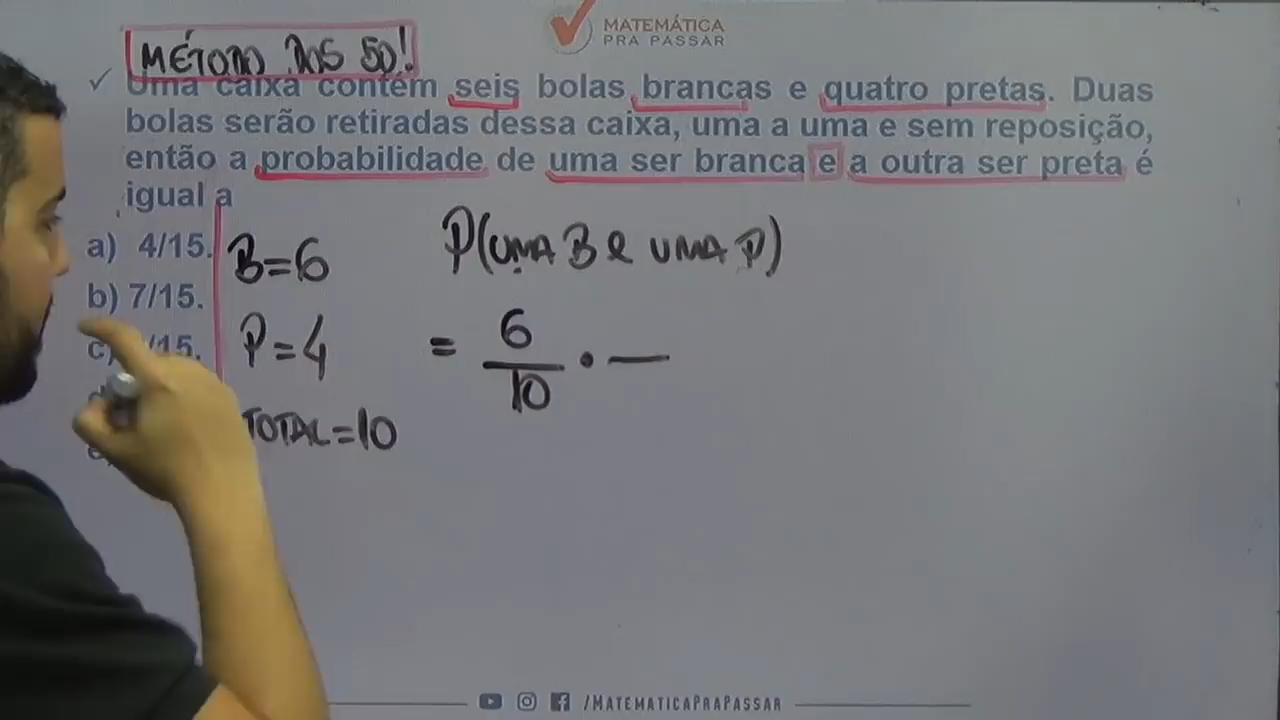 MATEMÁTICA
PRA PASSAR
MÉTODO DOS 50!
Uma caixa contém seis bolas brancas e quatro pretas. Duas
bolas serão retiradas dessa caixa, uma a uma e sem reposição,
então a probabilidade de uma ser branca e a outra ser preta é
igual a
a) 4/15.
b) 7/15.
c) /15.
B=6
P=4
TOTAL=10
P(UMA B e UMA P)
= 6/10 • —
/MATEMATICAPRAPASSAR